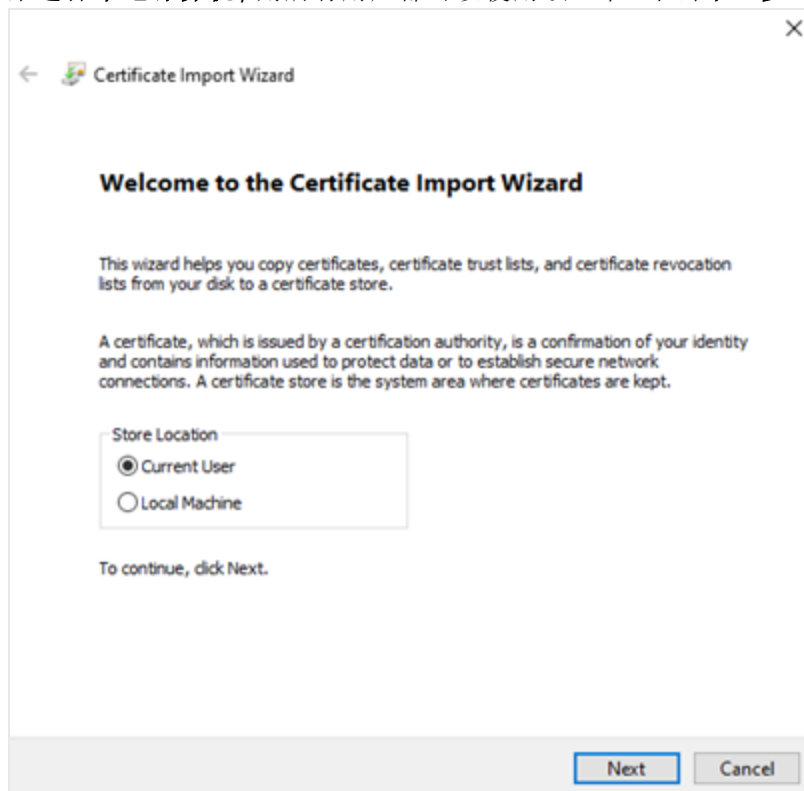 Certificate Import Wizard
Welcome to the Certificate Import Wizard
This wizard helps you copy certificates, certificate trust lists, and certificate revocation
lists from your disk to a certificate store.
A certificate, which is issued by a certification authority, is a confirmation of your identity
and contains information used to protect data or to establish secure network
connections. A certificate store is the system area where certificates are kept.
Store Location
Current User
Local Machine
To continue, click Next.
Next
Cancel